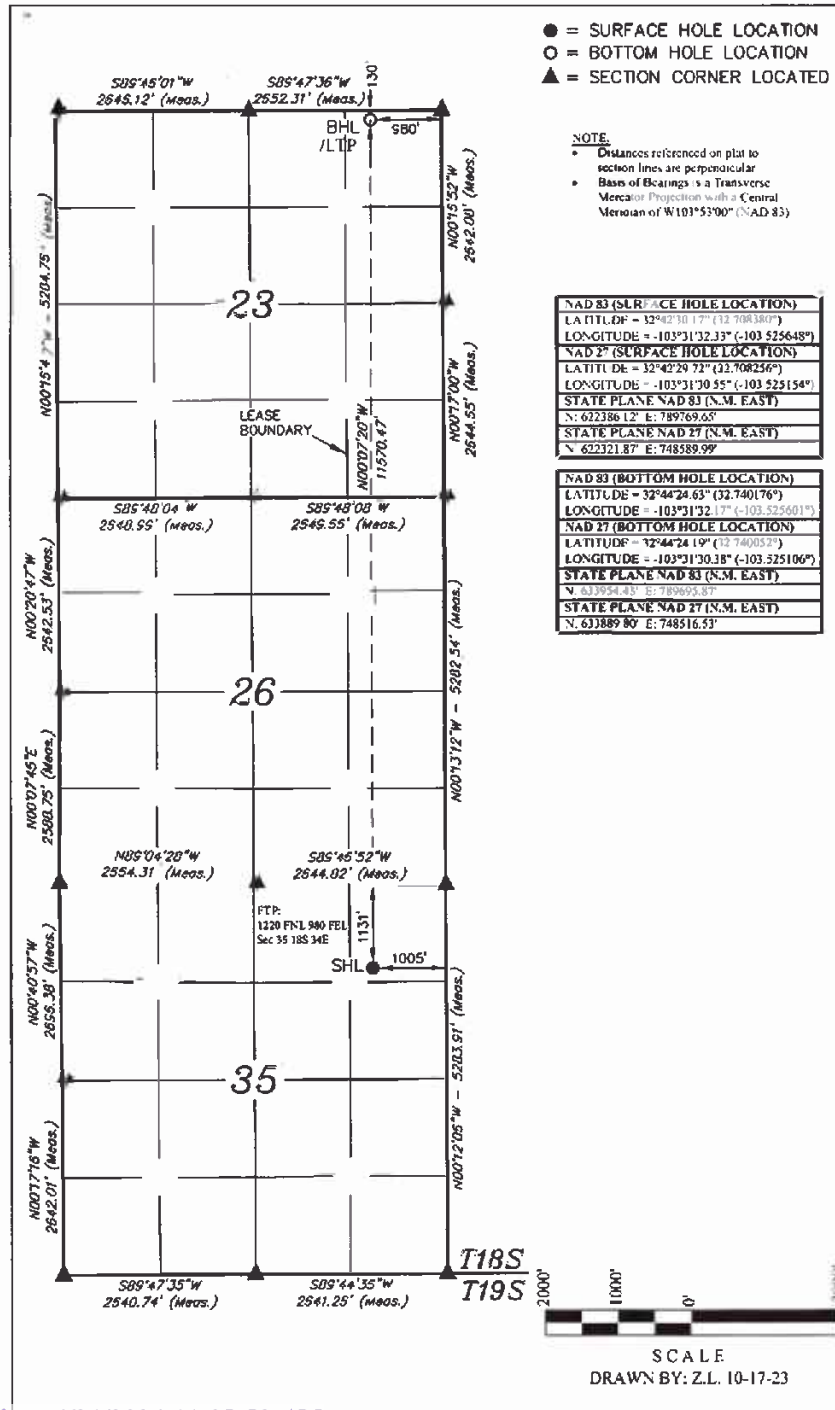 ● = SURFACE HOLE LOCATION
○ = BOTTOM HOLE LOCATION
▲ = SECTION CORNER LOCATED
NOTE:
• Distances referenced on plat to
section lines are perpendicular
• Basis of Bearings is a Transverse
Mercator Projection with a Central
Meridian of W103°53'00" (NAD 83)
S89°45'01"W
2645.12' (Meas.)
S89°47'36"W
2652.31' (Meas.)
130'
BHL
/LTP
980'
N00°15'52"W
2642.08' (Meas.)
5284.75' (Meas.)
23
N00°17'00"W
2644.55' (Meas.)
LEASE
BOUNDARY
N00°07'20"W
11570.47'
S89°48'04"W
2648.99' (Meas.)
S89°48'08"W
2649.55' (Meas.)
N00°20'47"W
2642.53' (Meas.)
26
N00°13'12"W - 5282.54' (Meas.)
N00°07'45"E
2588.75' (Meas.)
N89°04'28"W
2554.31' (Meas.)
S89°45'52"W
2644.82' (Meas.)
FTP:
1220 FNL 980 FEL
Sec 35 18S 34E
1131'
SHL
1005'
N00°40'57"W
2695.38' (Meas.)
35
N00°12'05"W - 5283.91' (Meas.)
N00°17'16"W
2642.01' (Meas.)
S89°47'35"W
2640.74' (Meas.)
S89°44'35"W
2641.25' (Meas.)
T18S
T19S
NAD 83 (SURFACE HOLE LOCATION)
LATITUDE = 32°42'30.17" (32.708380°)
LONGITUDE = -103°31'32.33" (-103.525648°)
NAD 27 (SURFACE HOLE LOCATION)
LATITUDE = 32°42'29.72" (32.708256°)
LONGITUDE = -103°31'30.55" (-103.525154°)
STATE PLANE NAD 83 (N.M. EAST)
N: 622386.12' E: 789769.65'
STATE PLANE NAD 27 (N.M. EAST)
N: 622321.87' E: 748589.99'
NAD 83 (BOTTOM HOLE LOCATION)
LATITUDE = 32°44'24.63" (32.740176°)
LONGITUDE = -103°31'32.17" (-103.525601°)
NAD 27 (BOTTOM HOLE LOCATION)
LATITUDE = 32°44'24.19" (32.740052°)
LONGITUDE = -103°31'30.38" (-103.525106°)
STATE PLANE NAD 83 (N.M. EAST)
N: 633954.43' E: 789695.87'
STATE PLANE NAD 27 (N.M. EAST)
N: 633889.80' E: 748516.53'
2000'
1000'
0'
SCALE
DRAWN BY: Z.L. 10-17-23